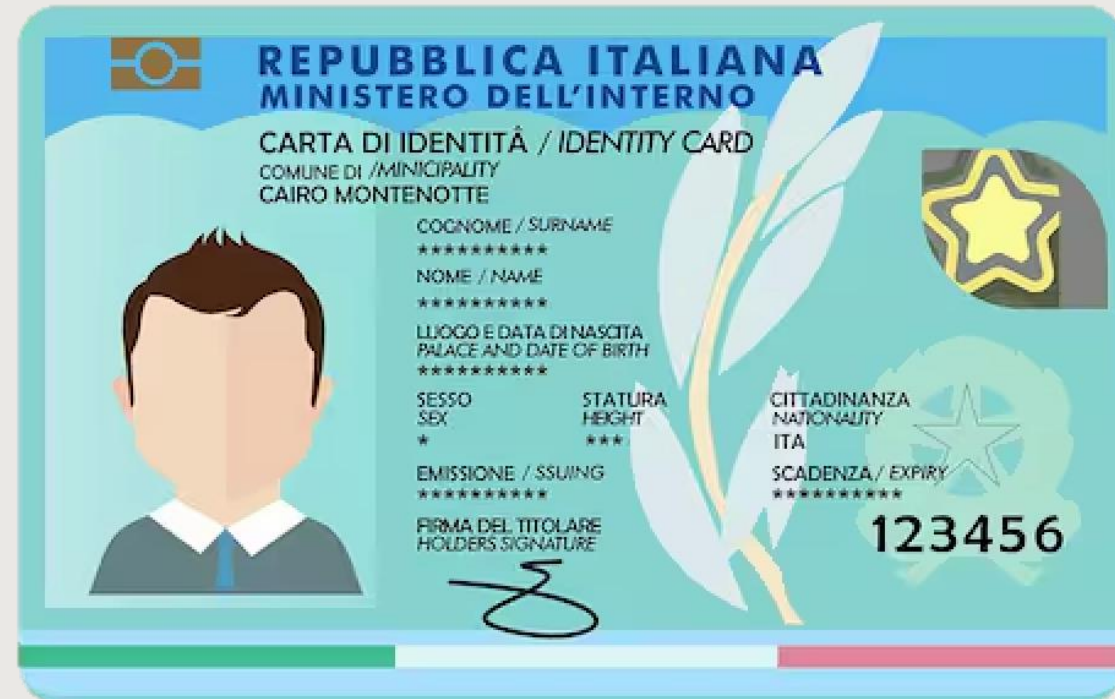 REPUBBLICA ITALIANA
MINISTERO DELL'INTERNO
CARTA DI IDENTITÂ / IDENTITY CARD
COMUNE DI /MINICIPALITY
CAIRO MONTENOTTE
COGNOME / SURNAME
**********
NOME / NAME
**********
LUOGO E DATA DI NASCITA
PALACE AND DATE OF BIRTH
**********
SESSO STATURA CITTADINANZA
SEX HEIGHT NATIONALITY
* *** ITA
EMISSIONE / SSUING SCADENZA / EXPIRY
********** **********
FIRMA DEL TITOLARE
HOLDERS SIGNATURE
123456